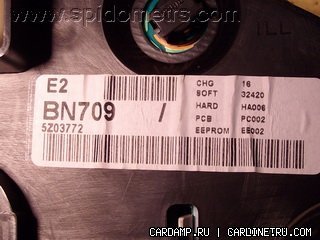 www.spidometrs.com
ILL
E2
BN709 /
5Z03772
CHG 16
SOFT 32420
HARD HA006
PCB PC002
EEPROM EE002
CARDAMP.RU / CARDINETRU.COM